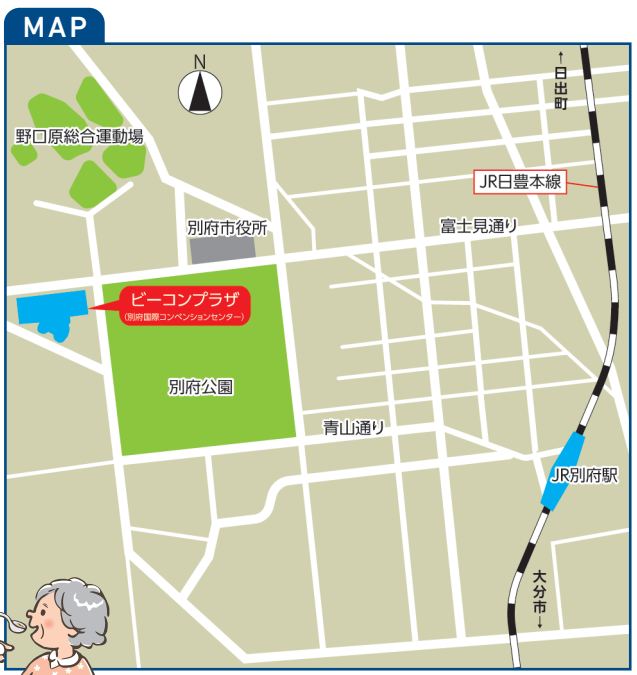 MAP
N
↑日出町
野口原総合運動場
JR日豊本線
別府市役所
富士見通り
ビーコンプラザ
(別府国際コンベンションセンター)
別府公園
青山通り
JR別府駅
大分市↓